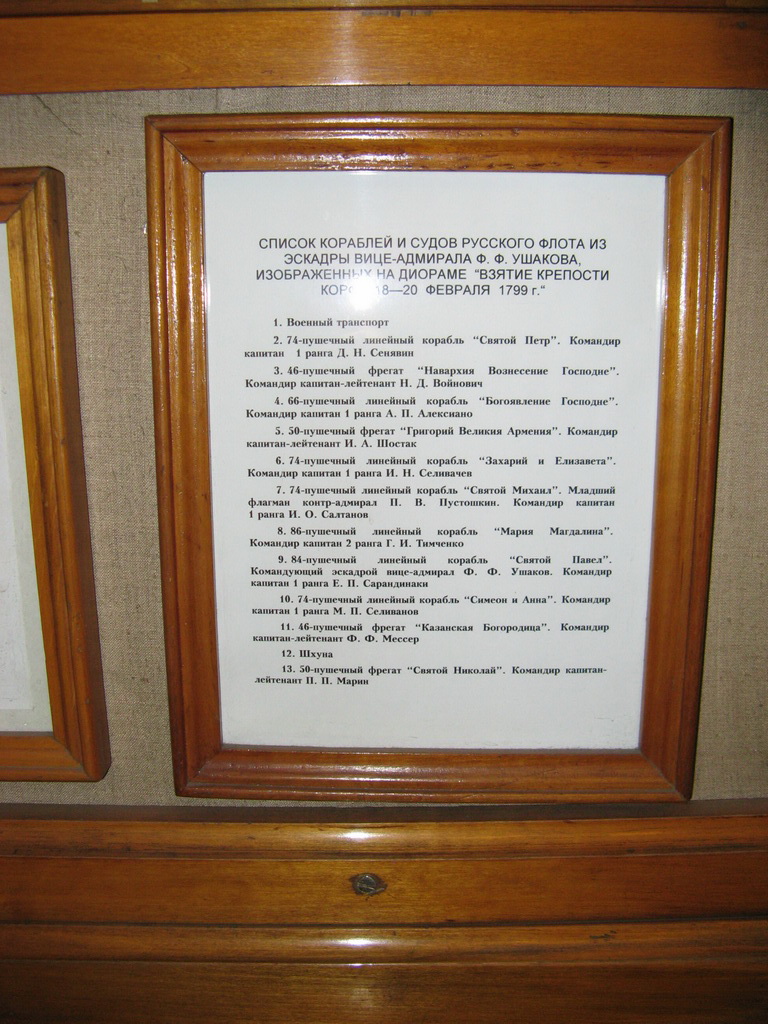 СПИСОК КОРАБЛЕЙ И СУДОВ РУССКОГО ФЛОТА ИЗ
ЭСКАДРЫ ВИЦЕ-АДМИРАЛА Ф. Ф. УШАКОВА,
ИЗОБРАЖЕННЫХ НА ДИОРАМЕ "ВЗЯТИЕ КРЕПОСТИ
8—20 ФЕВРАЛЯ 1799 г."
1. Военный транспорт
2. 74-пушечный линейный корабль "Святой Петр". Командир
капитан 1 ранга Д. Н. Сенявин
3. 46-пушечный фрегат "Навархия Вознесение Господне".
Командир капитан-лейтенант Н. Д. Войнович
4. 66-пушечный линейный корабль "Богоявление Господне".
Командир капитан 1 ранга А. П. Алексиано
5. 50-пушечный фрегат "Григорий Великия Армения". Командир
капитан-лейтенант И. А. Шостак
6. 74-пушечный линейный корабль "Захарий и Елизавета".
Командир капитан 1 ранга И. Н. Селивачев
7. 74-пушечный линейный корабль "Святой Михаил". Младший
флагман контр-адмирал П. В. Пустошкин. Командир капитан
1 ранга И. О. Салтанов
8. 86-пушечный линейный корабль "Мария Магдалина".
Командир капитан 2 ранга Г. И. Тимченко
9. 84-пушечный линейный корабль "Святой Павел".
Командующий эскадрой вице-адмирал Ф. Ф. Ушаков. Командир
капитан 1 ранга Е. П. Сарандинаки
10. 74-пушечный линейный корабль "Симеон и Анна". Командир
капитан 1 ранга М. П. Селиванов
11. 46-пушечный фрегат "Казанская Богородица". Командир
капитан-лейтенант Ф. Ф. Мессер
12. Шхуна
13. 50-пушечный фрегат "Святой Николай". Командир капитан-
лейтенант П. П. Марин